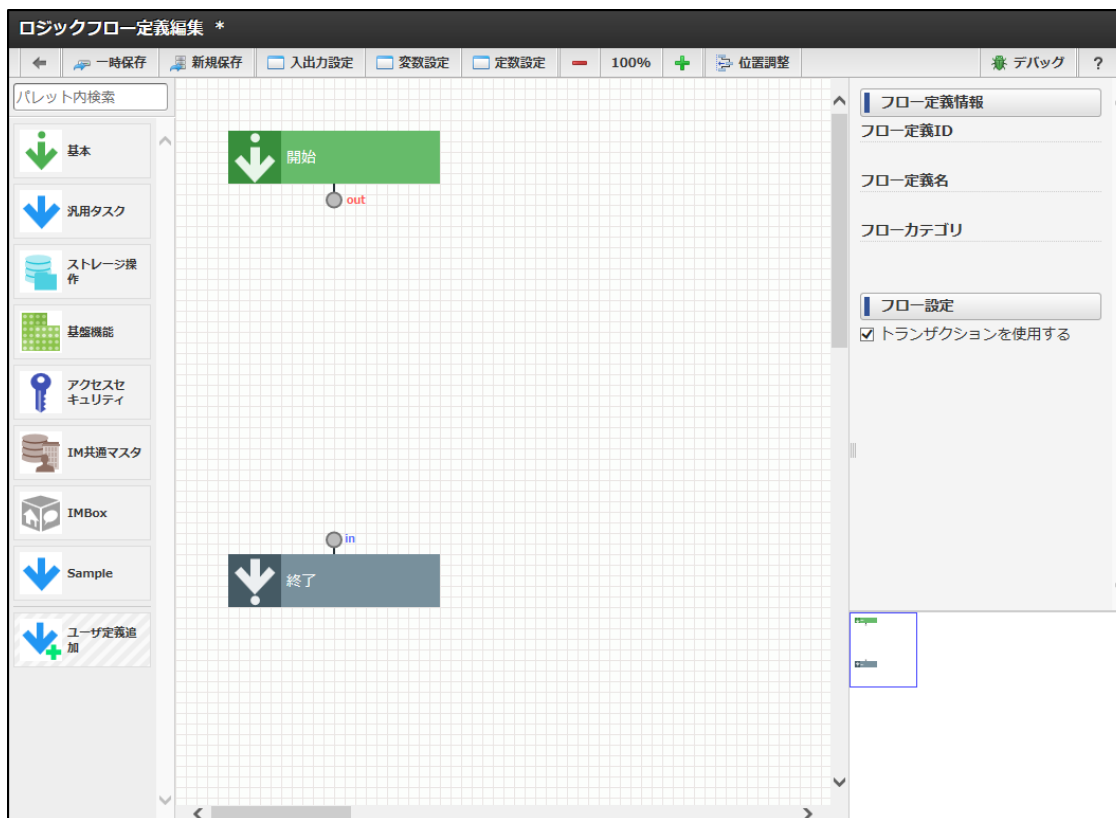 ロジックフロー定義編集 *
一時保存 新規保存 入出力設定 変数設定 定数設定 100% 位置調整 デバッグ ?
パレット内検索
基本
汎用タスク
ストレージ操
作
基盤機能
アクセスセ
キュリティ
IM共通マスタ
IMBox
Sample
ユーザ定義追
加
開始
out
in
終了
フロー定義情報
フロー定義ID
フロー定義名
フローカテゴリ
フロー設定
トランザクションを使用する